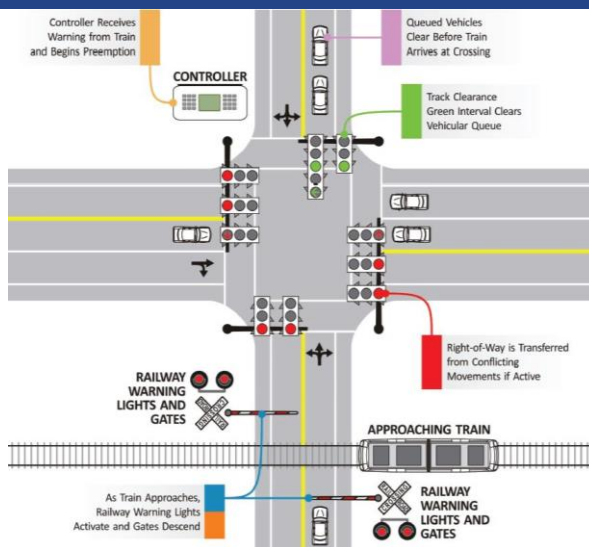 Controller Receives
Warning from Train
and Begins Preemption
Queued Vehicles
Clear Before Train
Arrives at Crossing
CONTROLLER
Track Clearance
Green Interval Clears
Vehicular Queue
Right-of-Way is Transferred
from Conflicting
Movements if Active
RAILWAY
WARNING
LIGHTS AND
GATES
APPROACHING TRAIN
As Train Approaches,
Railway Warning Lights
Activate and Gates Descend
RAILWAY
WARNING
LIGHTS AND
GATES